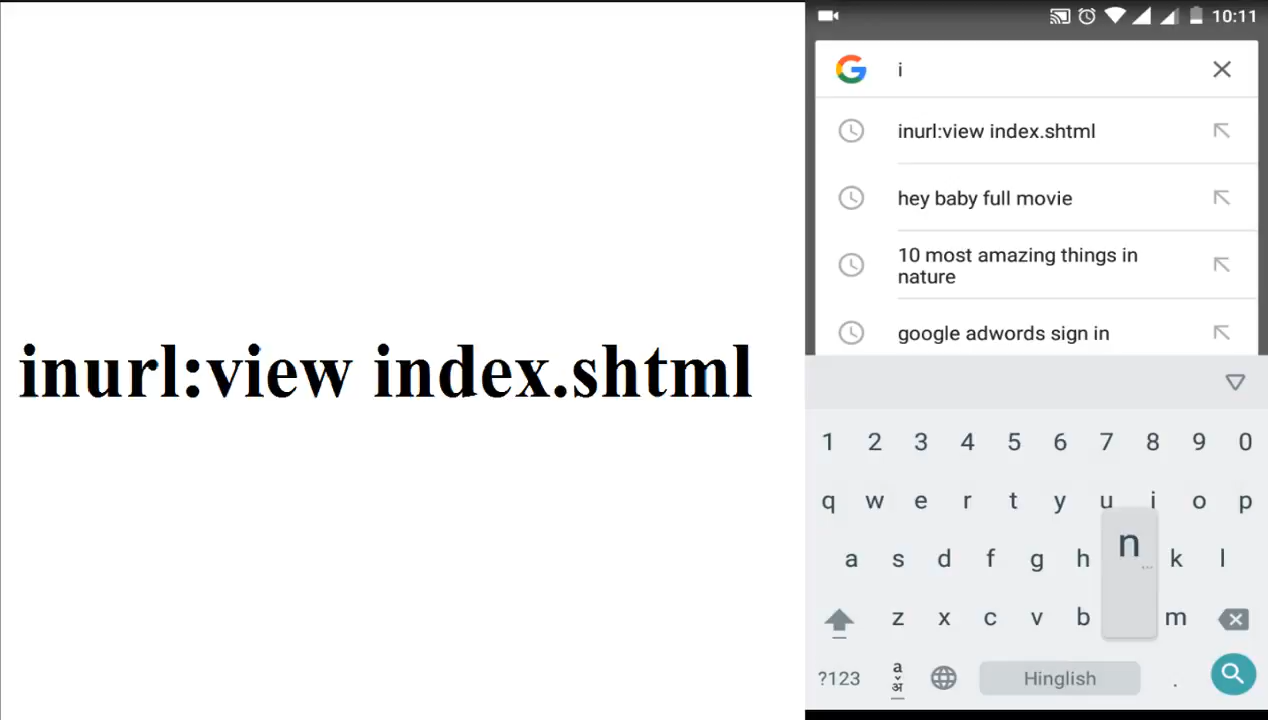 inurl:view index.shtml
10:11
i
inurl:view index.shtml
hey baby full movie
10 most amazing things in
nature
google adwords sign in
1 2 3 4 5 6 7 8 9 0
q w e r t y u i o p
a s d f g h n k l
z x c v b m
?123 a अ Hinglish .